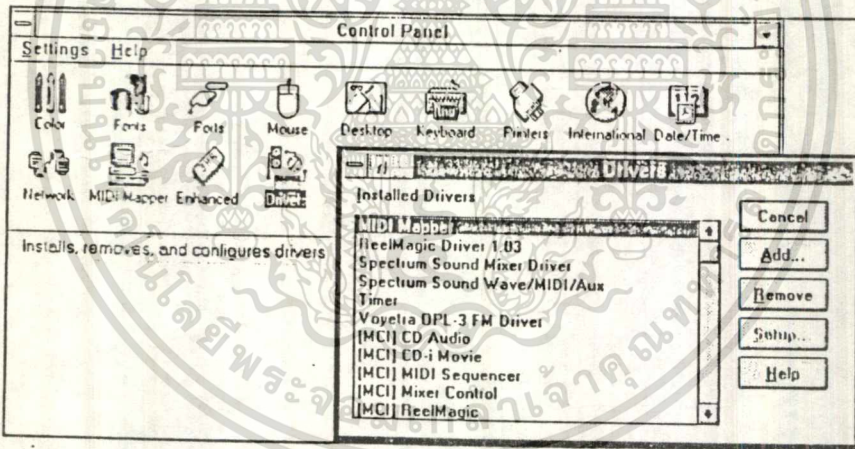 Control Panel
Settings Help
Color Fonts Ports Mouse Desktop Keyboard Printers International Date/Time
Network MIDI Mapper Enhanced Drivers
Installs, removes, and configures drivers
Drivers
Installed Drivers
MIDI Mapper
ReelMagic Driver 1.03
Spectrum Sound Mixer Driver
Spectrum Sound Wave/MIDI/Aux
Timer
Voyetra OPL-3 FM Driver
[MCI] CD Audio
[MCI] CD-i Movie
[MCI] MIDI Sequencer
[MCI] Mixer Control
[MCI] ReelMagic
Cancel
Add...
Remove
Setup...
Help